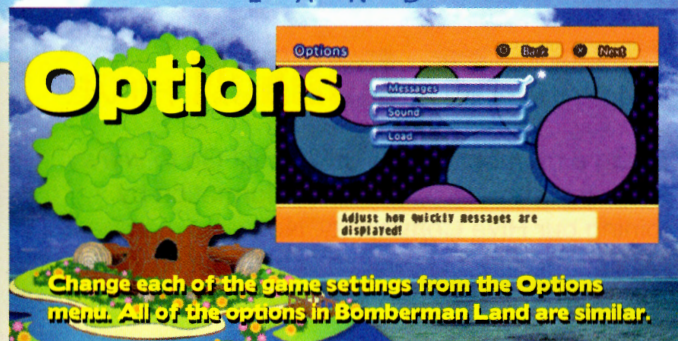 Options
Options
Back
Next
Messages
Sound
Load
Adjust how quickly messages are
displayed!
Change each of the game settings from the Options
menu. All of the options in Bomberman Land are similar.